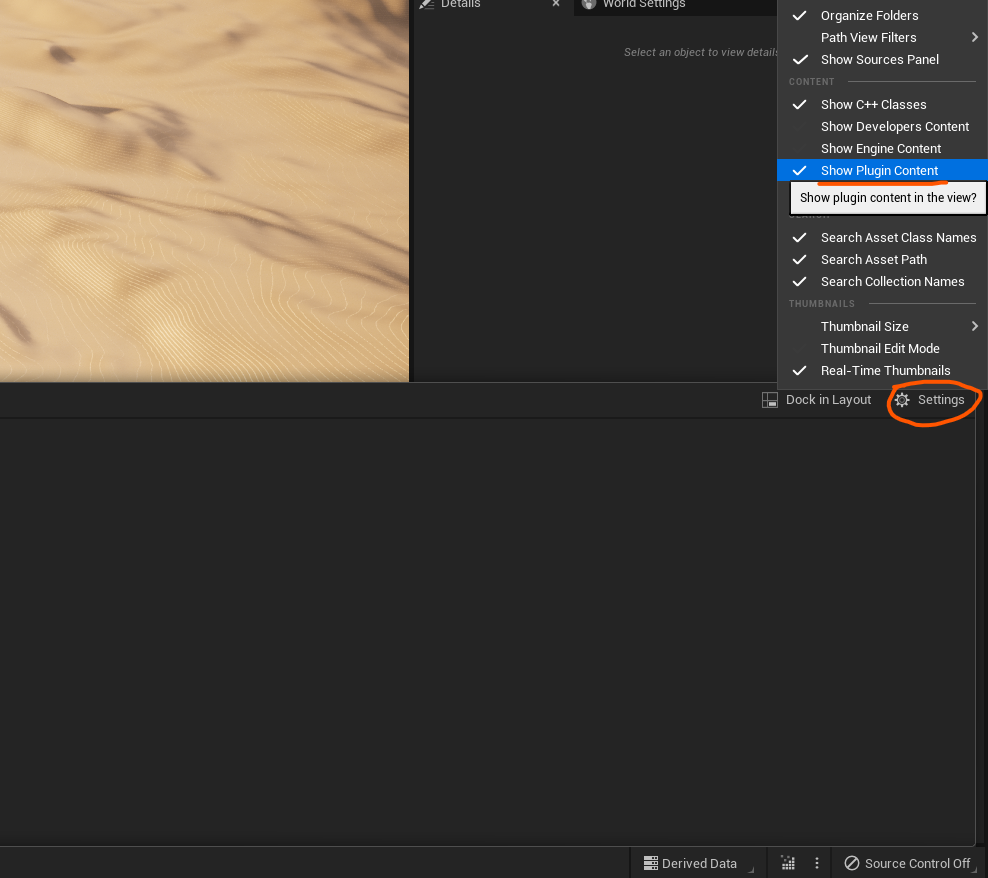 Details
World Settings
Select an object to view details
Organize Folders
Path View Filters
Show Sources Panel
CONTENT
Show C++ Classes
Show Developers Content
Show Engine Content
Show Plugin Content
Show plugin content in the view?
SEARCH
Search Asset Class Names
Search Asset Path
Search Collection Names
THUMBNAILS
Thumbnail Size
Thumbnail Edit Mode
Real-Time Thumbnails
Dock in Layout
Settings
Derived Data
Source Control Off